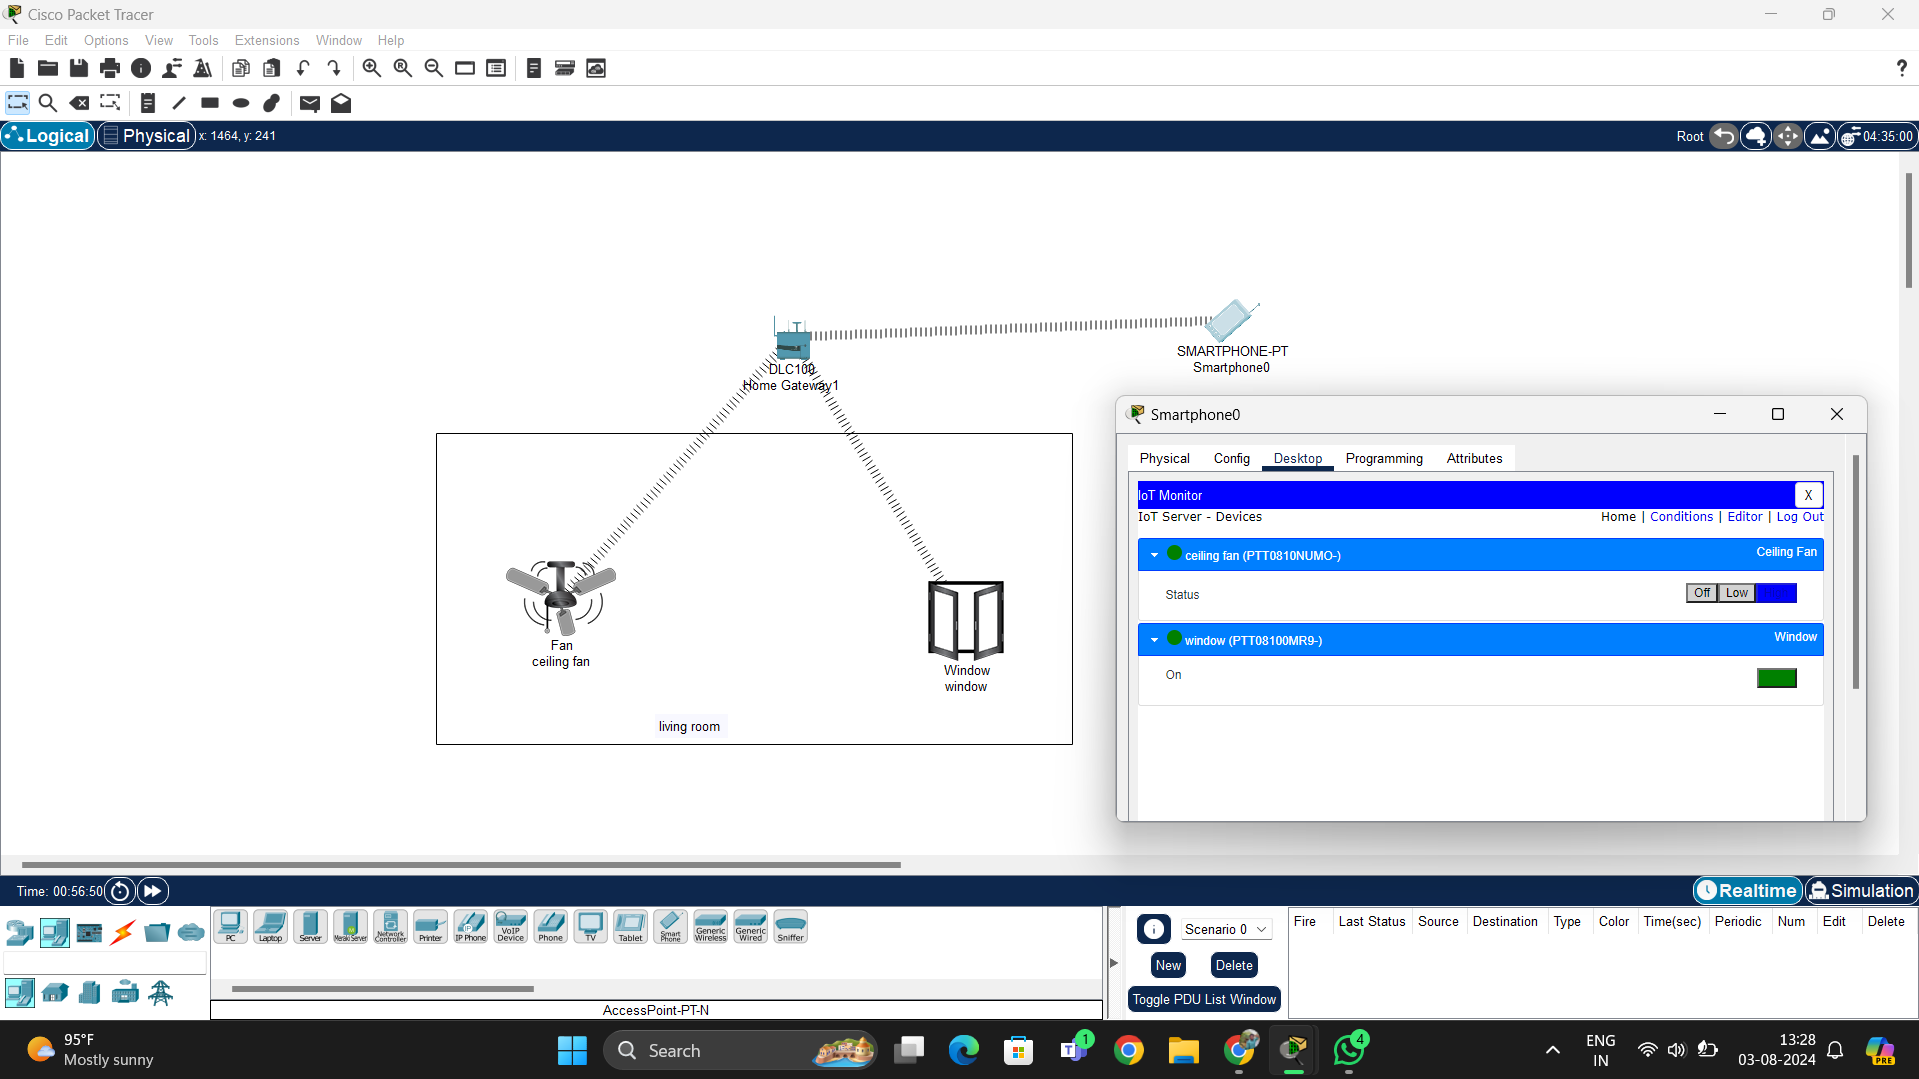 Cisco Packet Tracer
File Edit Options View Tools Extensions Window Help
?
Logical Physical x: 1464, y: 241 Root 04:35:00
DLC100
Home Gateway1
SMARTPHONE-PT
Smartphone0
Fan
ceiling fan
Window
window
living room
Smartphone0
Physical Config Desktop Programming Attributes
IoT Monitor X
IoT Server - Devices Home | Conditions | Editor | Log Out
ceiling fan (PTT0810NUMO-) Ceiling Fan
Status Off Low
window (PTT08100MR9-) Window
On
Time: 00:56:50 Realtime Simulation
PC Laptop Server Meraki Server Network Controller Printer IP Phone VoIP Device Phone TV Tablet Smart Phone Generic Wireless Generic Wired Sniffer
AccessPoint-PT-N
Scenario 0
New Delete
Toggle PDU List Window
Fire Last Status Source Destination Type Color Time(sec) Periodic Num Edit Delete
95°F
Mostly sunny
Search
1
4
ENG
IN
13:28
03-08-2024
PRE